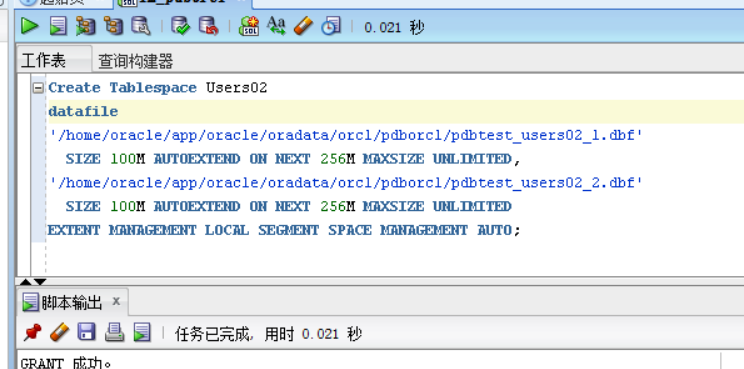 0.021 秒
工作表
查询构建器
Create Tablespace Users02
datafile
'/home/oracle/app/oracle/oradata/orcl/pdborcl/pdbtest_users02_1.dbf'
SIZE 100M AUTOEXTEND ON NEXT 256M MAXSIZE UNLIMITED,
'/home/oracle/app/oracle/oradata/orcl/pdborcl/pdbtest_users02_2.dbf'
SIZE 100M AUTOEXTEND ON NEXT 256M MAXSIZE UNLIMITED
EXTENT MANAGEMENT LOCAL SEGMENT SPACE MANAGEMENT AUTO;
脚本输出 x
任务已完成, 用时 0.021 秒
GRANT 成功。